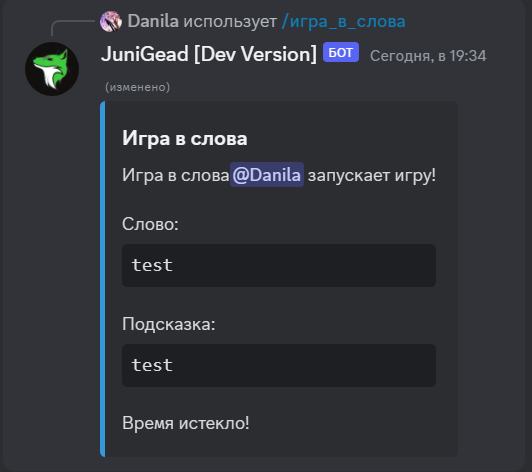 Danila использует /игра_в_слова
JuniGead [Dev Version] БОТ Сегодня, в 19:34
(изменено)
Игра в слова
Игра в слова@Danila запускает игру!
Слово:
test
Подсказка:
test
Время истекло!